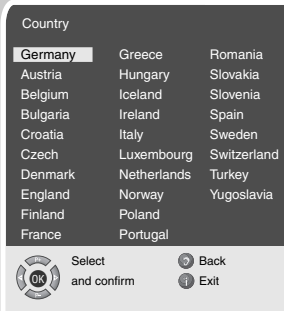 Country
Germany Greece Romania
Austria Hungary Slovakia
Belgium Iceland Slovenia
Bulgaria Ireland Spain
Croatia Italy Sweden
Czech Luxembourg Switzerland
Denmark Netherlands Turkey
England Norway Yugoslavia
Finland Poland
France Portugal
Select Back
OK and confirm i Exit